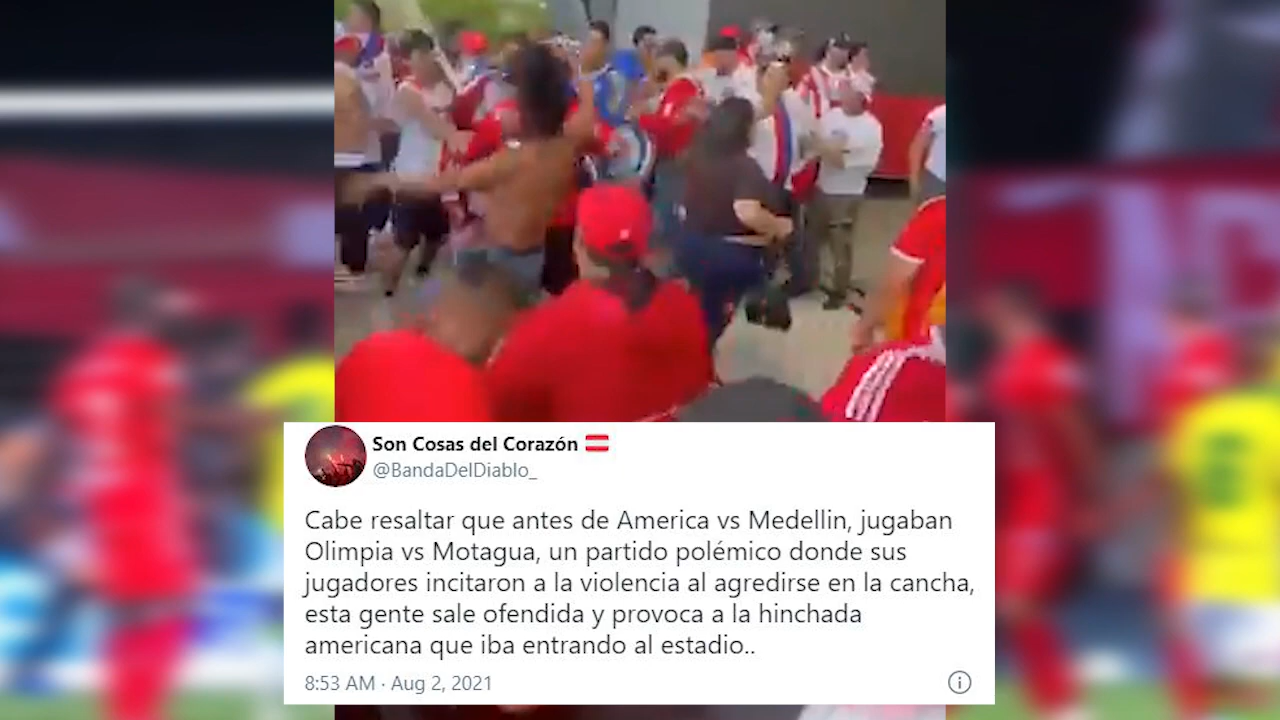 Son Cosas del Corazón
@BandaDelDiablo_
Cabe resaltar que antes de America vs Medellin, jugaban
Olimpia vs Motagua, un partido polémico donde sus
jugadores incitaron a la violencia al agredirse en la cancha,
esta gente sale ofendida y provoca a la hinchada
americana que iba entrando al estadio..
8:53 AM · Aug 2, 2021